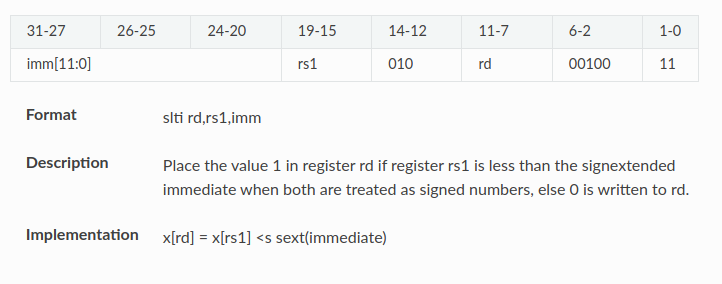 31-27 26-25 24-20 19-15 14-12 11-7 6-2 1-0
imm[11:0] rs1 010 rd 00100 11
Format slti rd,rs1,imm
Description Place the value 1 in register rd if register rs1 is less than the signextended
immediate when both are treated as signed numbers, else 0 is written to rd.
Implementation x[rd] = x[rs1] <s sext(immediate)